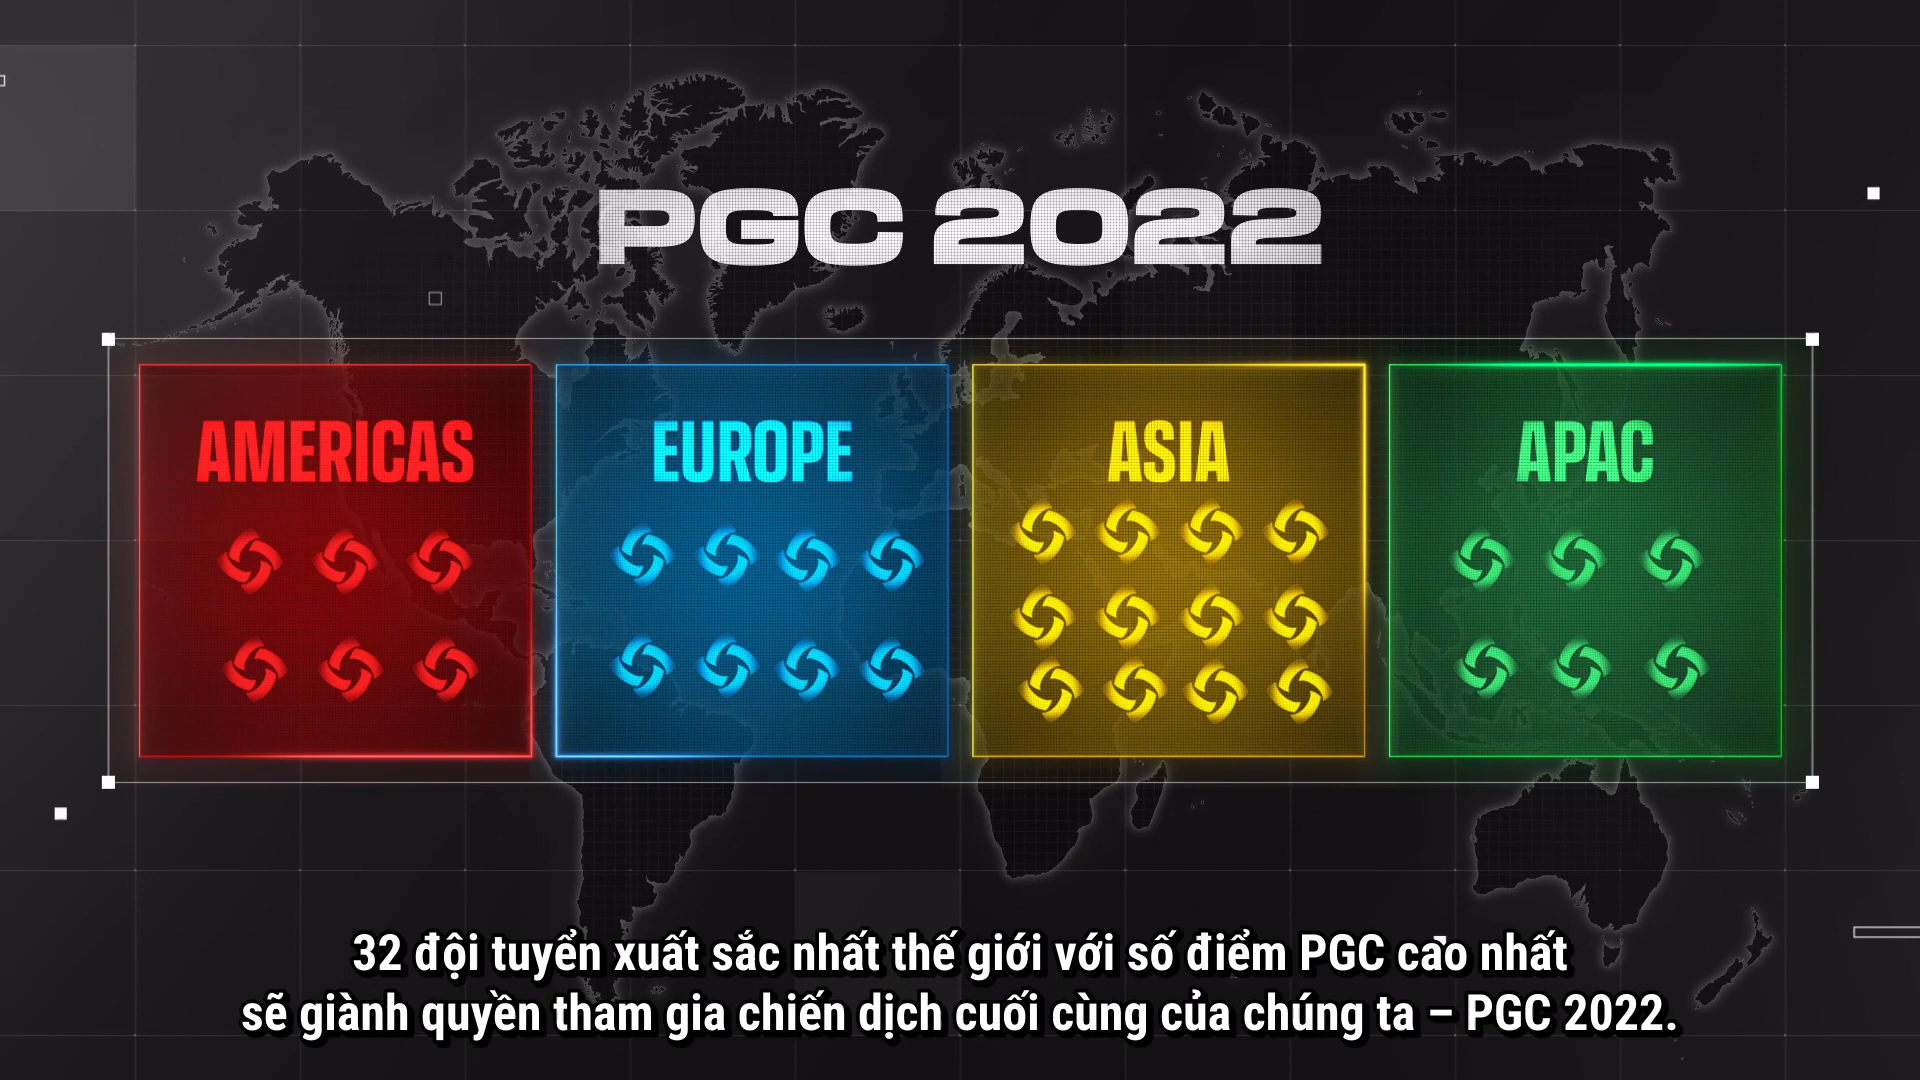 PGC 2022
AMERICAS
EUROPE
ASIA
APAC
32 đội tuyển xuất sắc nhất thế giới với số điểm PGC cao nhất
sẽ giành quyền tham gia chiến dịch cuối cùng của chúng ta – PGC 2022.